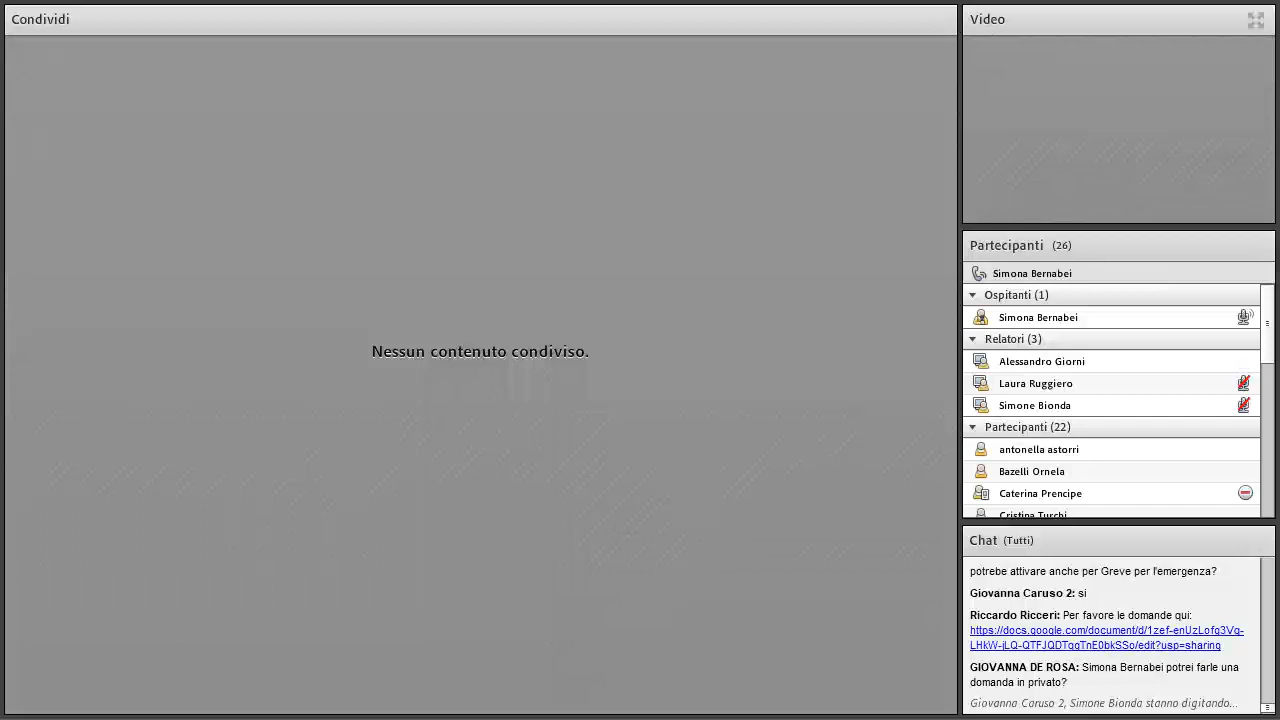 Condividi
Nessun contenuto condiviso.
Video
Partecipanti (26)
Simona Bernabei
Ospitanti (1)
Simona Bernabei
Relatori (3)
Alessandro Giorni
Laura Ruggiero
Simone Bionda
Partecipanti (22)
antonella astorri
Bazelli Ornela
Caterina Prencipe
Cristina Turchi
Chat (Tutti)
potrebe attivare anche per Greve per l'emergenza?
Giovanna Caruso 2: si
Riccardo Ricceri: Per favore le domande qui:
https://docs.google.com/document/d/1zef-enUzLofg3Vg-
LHkW-jLQ-QTFJQDTggTnE0bkSSo/edit?usp=sharing
GIOVANNA DE ROSA: Simona Bernabei potrei farle una
domanda in privato?
Giovanna Caruso 2, Simone Bionda stanno digitando...